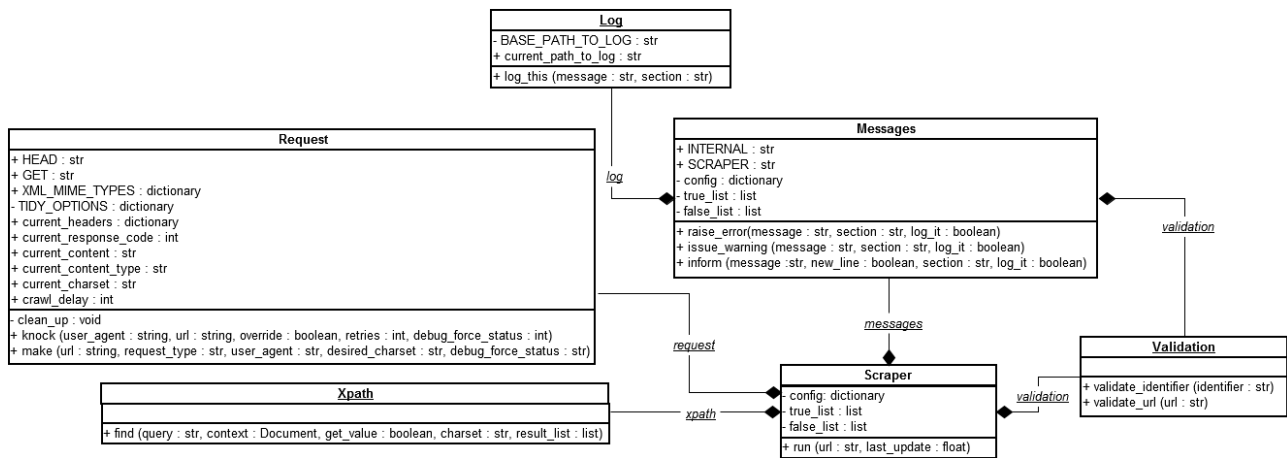 Log
- BASE_PATH_TO_LOG : str
+ current_path_to_log : str
+ log_this (message : str, section : str)
log
Request
+ HEAD : str
+ GET : str
+ XML_MIME_TYPES : dictionary
- TIDY_OPTIONS : dictionary
+ current_headers : dictionary
+ current_response_code : int
+ current_content : str
+ current_content_type : str
+ current_charset : str
+ crawl_delay : int
- clean_up : void
+ knock (user_agent : string, url : string, override : boolean, retries : int, debug_force_status : int)
+ make (url : string, request_type : str, user_agent : str, desired_charset : str, debug_force_status : str)
Messages
+ INTERNAL : str
+ SCRAPER : str
- config : dictionary
- true_list : list
- false_list : list
+ raise_error(message : str, section : str, log_it : boolean)
+ issue_warning (message : str, section : str, log_it : boolean)
+ inform (message :str, new_line : boolean, section : str, log_it : boolean)
validation
messages
request
Xpath
+ find (query : str, context : Document, get_value : boolean, charset : str, result_list : list)
xpath
Scraper
- config: dictionary
- true_list : list
- false_list : list
+ run (url : str, last_update : float)
validation
Validation
+ validate_identifier (identifier : str)
+ validate_url (url : str)